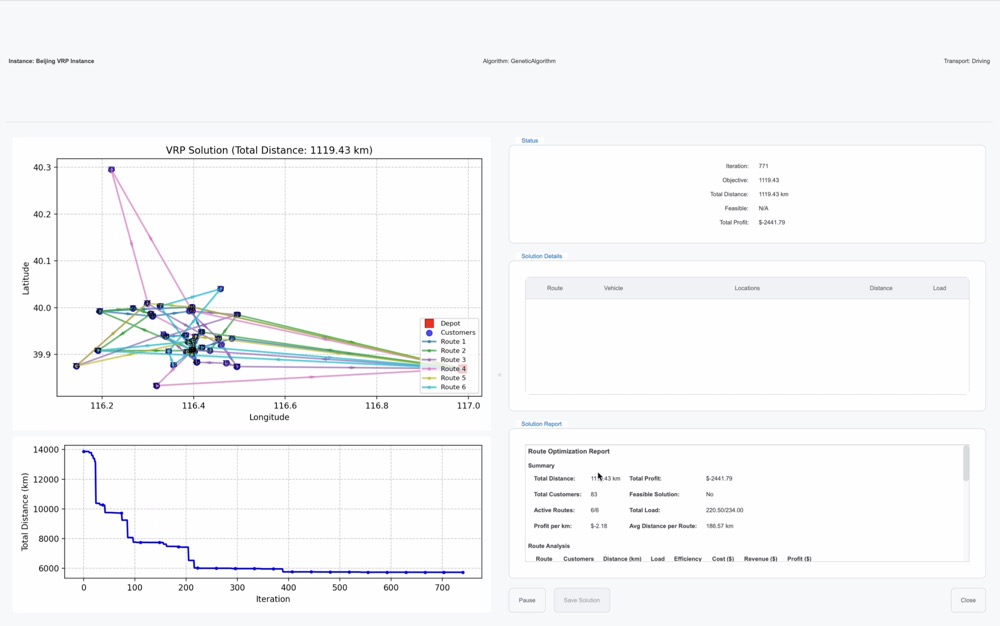 Instance: Beijing VRP Instance
Algorithm: GeneticAlgorithm
Transport: Driving
VRP Solution (Total Distance: 1119.43 km)
40.3
40.2
40.1
40.0
39.9
Latitude
116.2 116.4 116.6 116.8 117.0
Longitude
Depot
Customers
Route 1
Route 2
Route 3
Route 4
Route 5
Route 6
14000
12000
10000
8000
6000
Total Distance (km)
0 100 200 300 400 500 600 700
Iteration
Status
Iteration: 771
Objective: 1119.43
Total Distance: 1119.43 km
Feasible: N/A
Total Profit: $-2441.79
Solution Details
Route Vehicle Locations Distance Load
Solution Report
Route Optimization Report
Summary
Total Distance: 1119.43 km Total Profit: $-2441.79
Total Customers: 83 Feasible Solution: No
Active Routes: 6/6 Total Load: 220.50/234.00
Profit per km: $-2.18 Avg Distance per Route: 186.57 km
Route Analysis
Route Customers Distance (km) Load Efficiency Cost ($) Revenue ($) Profit ($)
Pause
Save Solution
Close